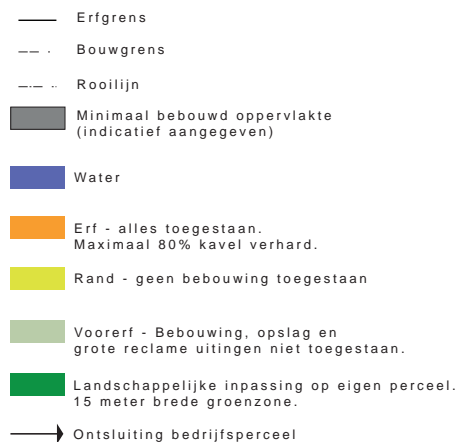 Erfgrens
Bouwgrens
Rooilijn
Minimaal bebouwd oppervlakte
(indicatief aangegeven)
Water
Erf - alles toegestaan.
Maximaal 80% kavel verhard.
Rand - geen bebouwing toegestaan
Voorerf - Bebouwing, opslag en
grote reclame uitingen niet toegestaan.
Landschappelijke inpassing op eigen perceel.
15 meter brede groenzone.
Ontsluiting bedrijfsperceel